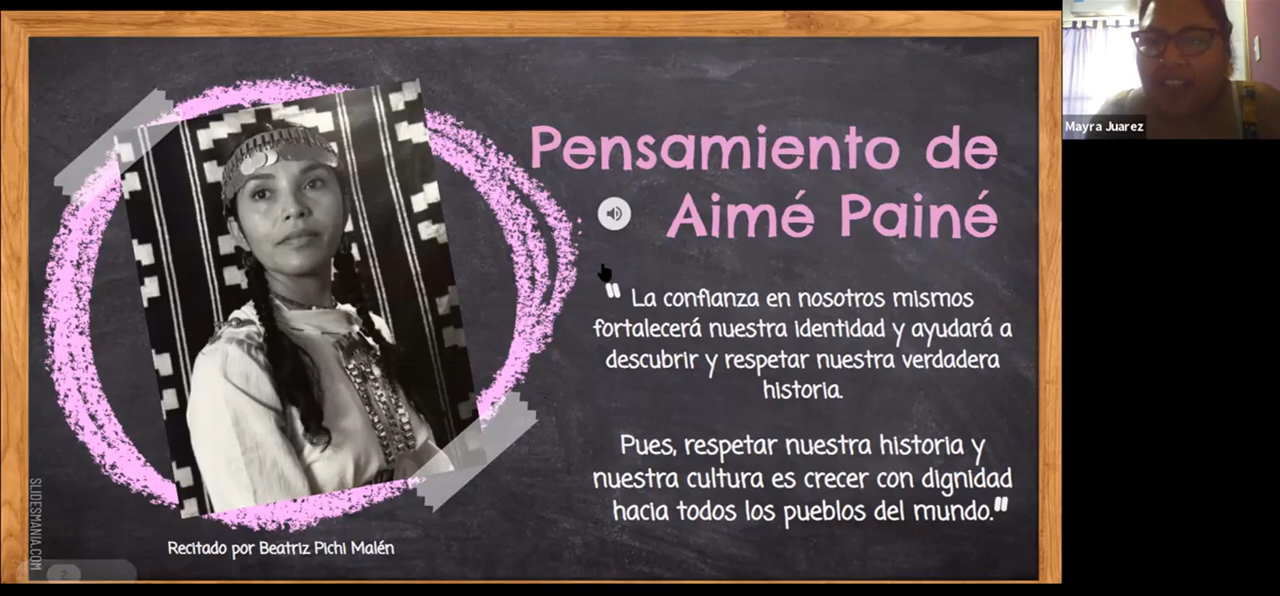 Pensamiento de
Aimé Painé
" La confianza en nosotros mismos
fortalecerá nuestra identidad y ayudará a
descubrir y respetar nuestra verdadera
historia.
Pues, respetar nuestra historia y
nuestra cultura es crecer con dignidad
hacia todos los pueblos del mundo."
Recitado por Beatriz Pichi Malén
SLIDESMANIA.COM
2
Mayra Juarez